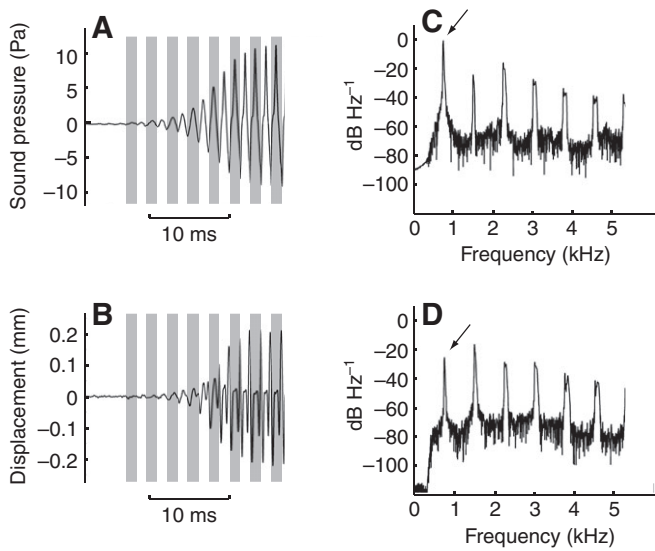 A
Sound pressure (Pa)
10
5
0
–5
–10
10 ms
C
dB Hz–1
0
–20
–40
–60
–80
–100
0 1 2 3 4 5
Frequency (kHz)
B
Displacement (mm)
0.2
0.1
0
–0.1
–0.2
10 ms
D
dB Hz–1
0
–20
–40
–60
–80
–100
0 1 2 3 4 5
Frequency (kHz)